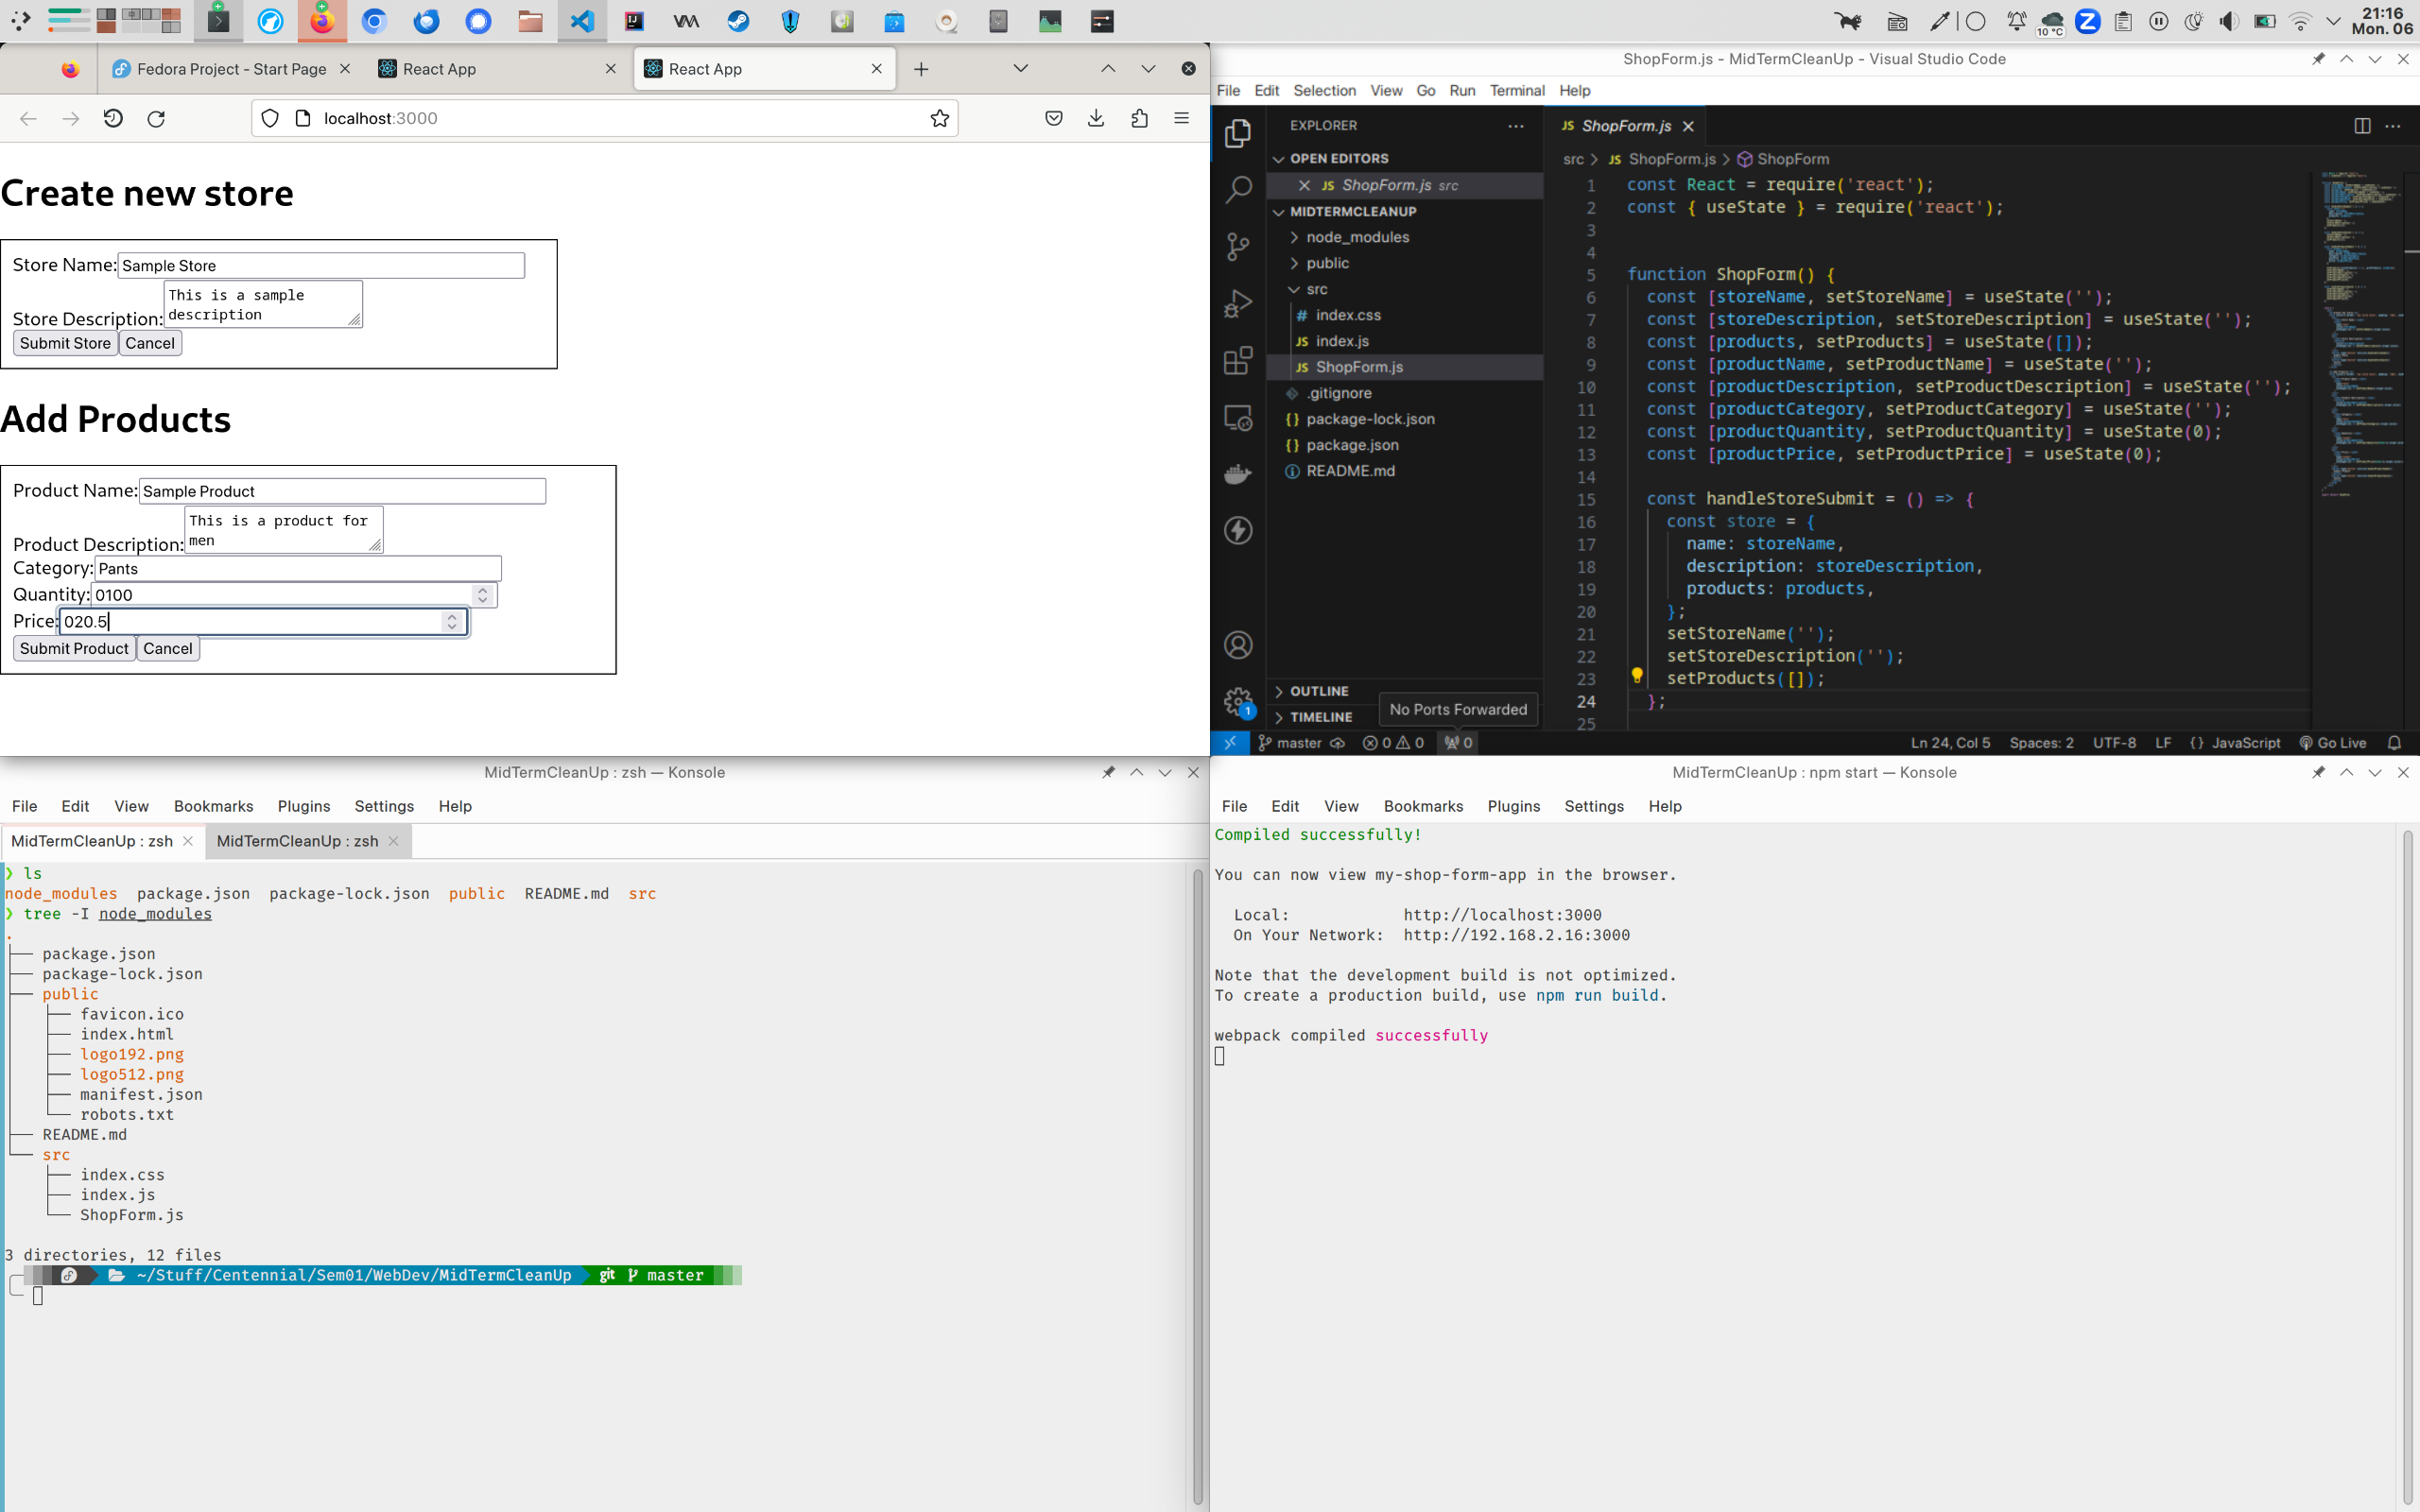 21:16
10 °C
Mon. 06
Fedora Project - Start Page
React App
React App
localhost:3000
Create new store
Store Name: Sample Store
This is a sample
Store Description: description
Submit Store Cancel
Add Products
Product Name: Sample Product
This is a product for
Product Description: men
Category: Pants
Quantity: 0100
Price: 020.5
Submit Product Cancel
ShopForm.js - MidTermCleanUp - Visual Studio Code
File Edit Selection View Go Run Terminal Help
EXPLORER
OPEN EDITORS
JS ShopForm.js src
MIDTERMCLEANUP
node_modules
public
src
# index.css
JS index.js
JS ShopForm.js
.gitignore
{} package-lock.json
{} package.json
README.md
OUTLINE
TIMELINE
No Ports Forwarded
1
JS ShopForm.js
src > JS ShopForm.js > ShopForm
1 const React = require('react');
2 const { useState } = require('react');
3
4
5 function ShopForm() {
6 const [storeName, setStoreName] = useState('');
7 const [storeDescription, setStoreDescription] = useState('');
8 const [products, setProducts] = useState([]);
9 const [productName, setProductName] = useState('');
10 const [productDescription, setProductDescription] = useState('');
11 const [productCategory, setProductCategory] = useState('');
12 const [productQuantity, setProductQuantity] = useState(0);
13 const [productPrice, setProductPrice] = useState(0);
14
15 const handleStoreSubmit = () => {
16 const store = {
17 name: storeName,
18 description: storeDescription,
19 products: products,
20 };
21 setStoreName('');
22 setStoreDescription('');
23 setProducts([]);
24 };
25
master 0 0 0 Ln 24, Col 5 Spaces: 2 UTF-8 LF {} JavaScript Go Live
MidTermCleanUp : zsh — Konsole
File Edit View Bookmarks Plugins Settings Help
MidTermCleanUp : zsh MidTermCleanUp : zsh
❯ ls
node_modules package.json package-lock.json public README.md src
❯ tree -I node_modules
.
├── package.json
├── package-lock.json
├── public
│   ├── favicon.ico
│   ├── index.html
│   ├── logo192.png
│   ├── logo512.png
│   ├── manifest.json
│   └── robots.txt
├── README.md
└── src
    ├── index.css
    ├── index.js
    └── ShopForm.js
3 directories, 12 files
~/Stuff/Centennial/Sem01/WebDev/MidTermCleanUp git master
MidTermCleanUp : npm start — Konsole
File Edit View Bookmarks Plugins Settings Help
Compiled successfully!
You can now view my-shop-form-app in the browser.
Local: http://localhost:3000
On Your Network: http://192.168.2.16:3000
Note that the development build is not optimized.
To create a production build, use npm run build.
webpack compiled successfully